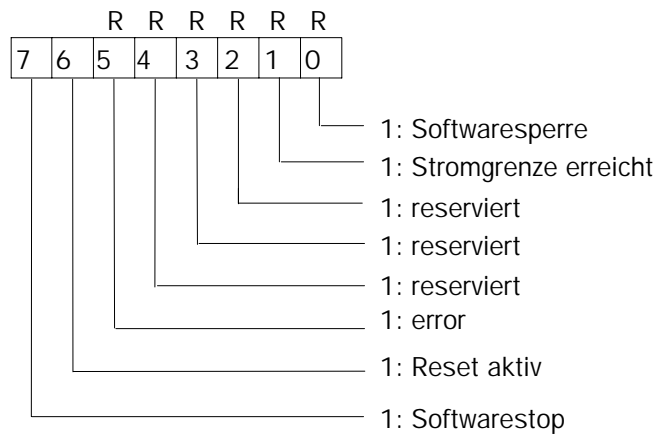 R R R R R R
7 6 5 4 3 2 1 0
1: Softwaresperre
1: Stromgrenze erreicht
1: reserviert
1: reserviert
1: reserviert
1: error
1: Reset aktiv
1: Softwarestop